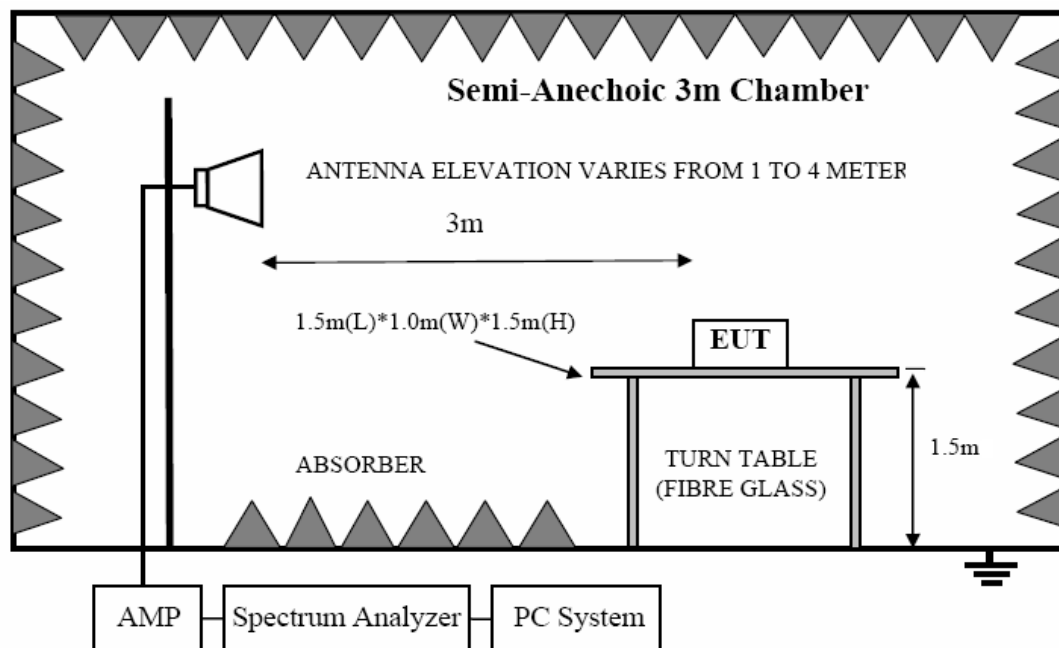 Semi-Anechoic 3m Chamber
ANTENNA ELEVATION VARIES FROM 1 TO 4 METER
3m
1.5m(L)*1.0m(W)*1.5m(H)
EUT
1.5m
ABSORBER
TURN TABLE
(FIBRE GLASS)
AMP
Spectrum Analyzer
PC System